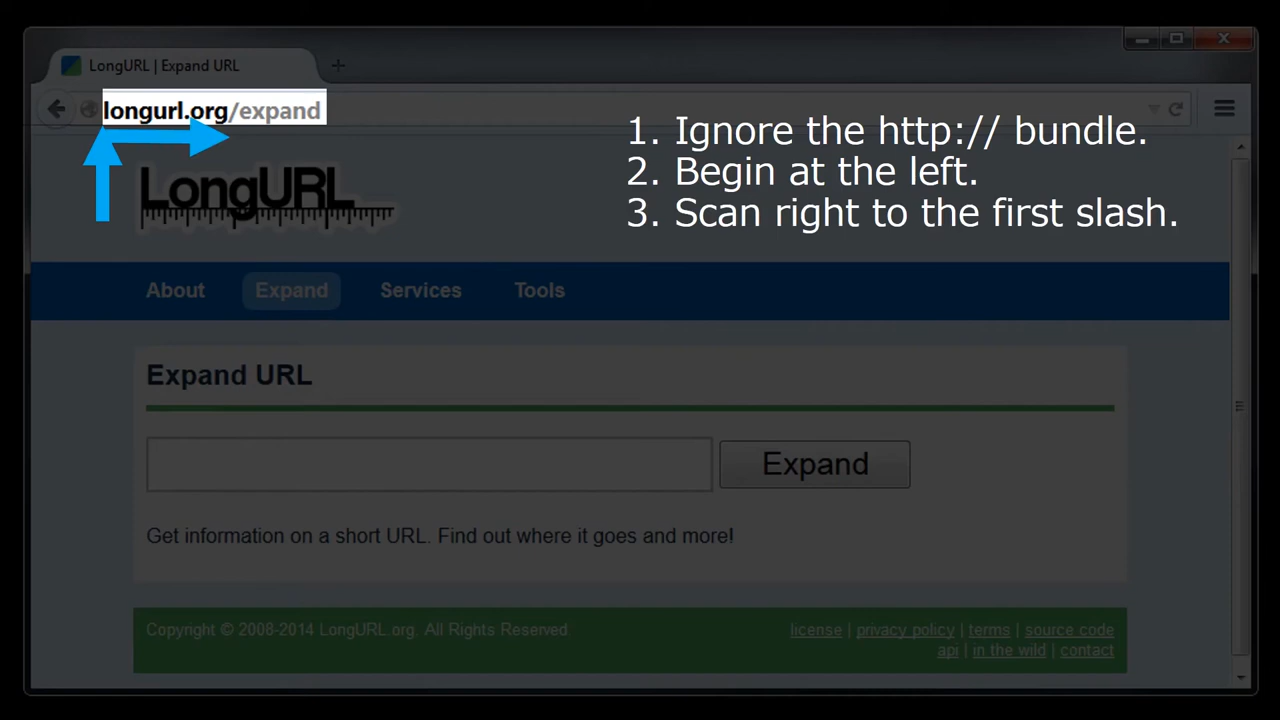 LongURL | Expand URL
longurl.org/expand
1. Ignore the http:// bundle.
2. Begin at the left.
3. Scan right to the first slash.
LongURL
About Expand Services Tools
Expand URL
Expand
Get information on a short URL. Find out where it goes and more!
Copyright © 2008-2014 LongURL.org. All Rights Reserved.
license | privacy policy | terms | source code
api | in the wild | contact